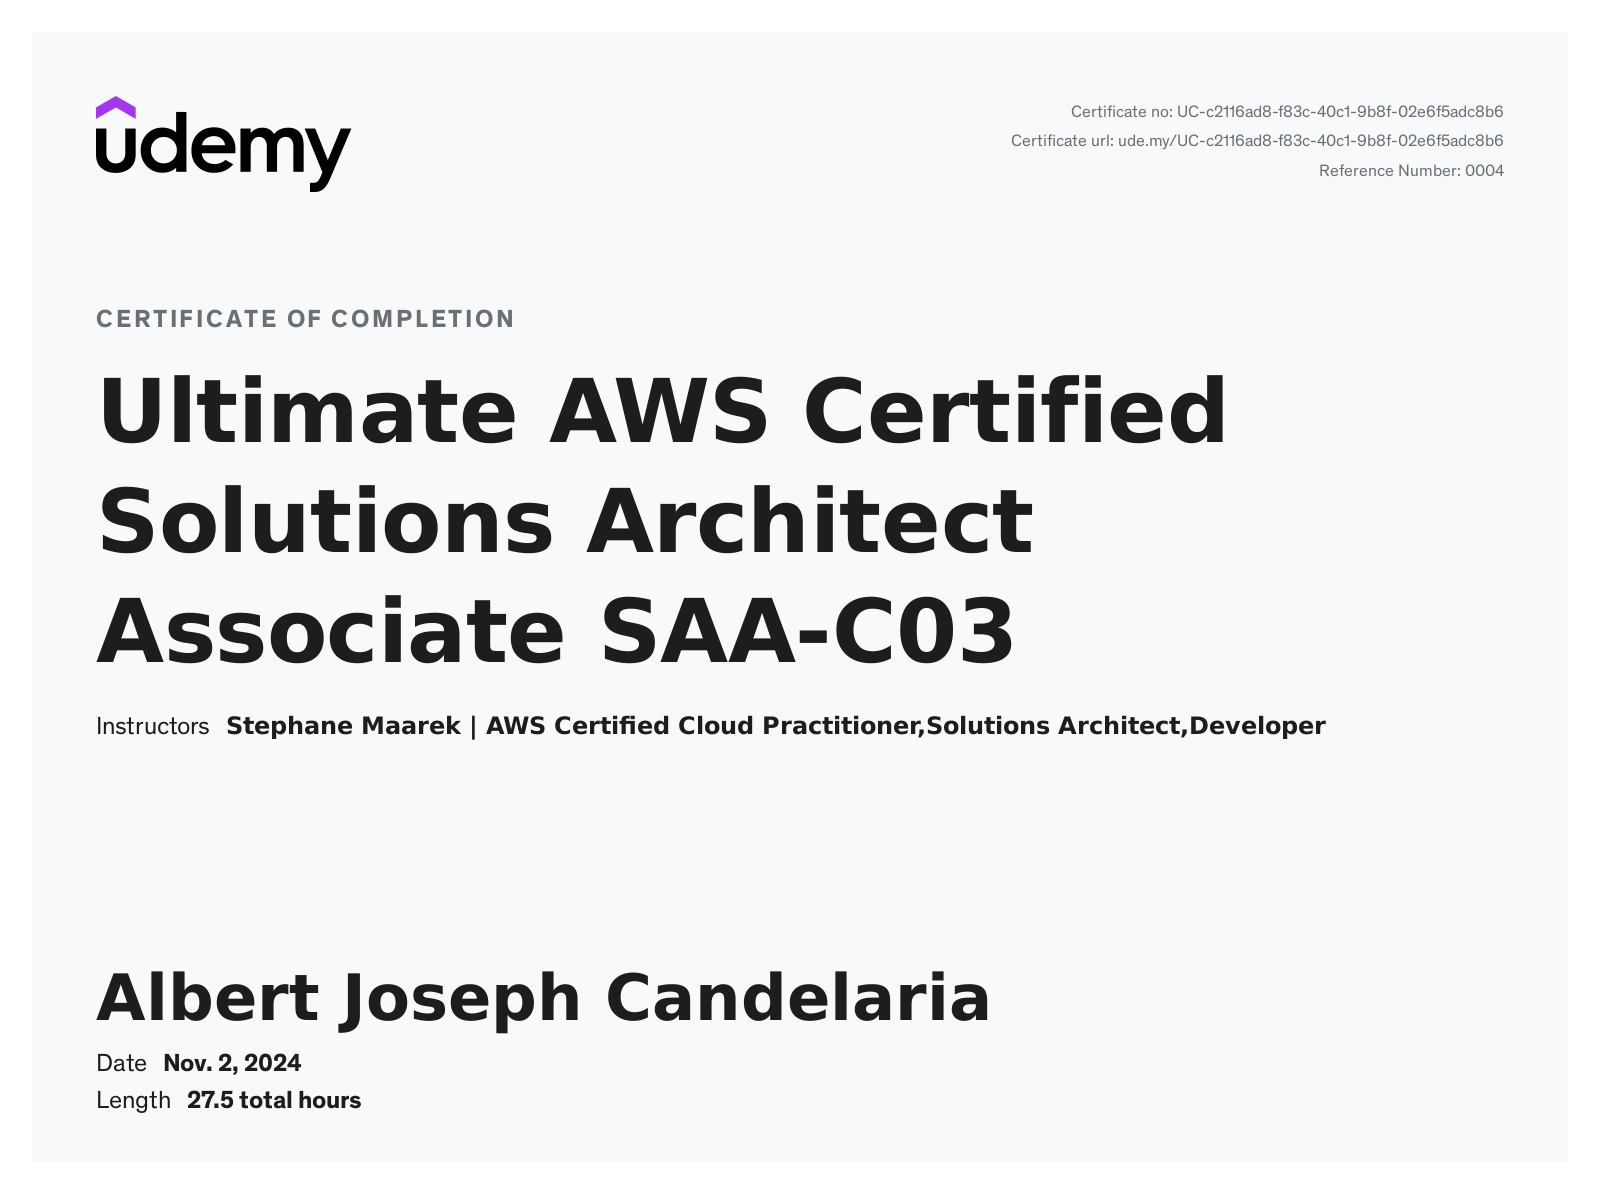 udemy
Certificate no: UC-c2116ad8-f83c-40c1-9b8f-02e6f5adc8b6
Certificate url: ude.my/UC-c2116ad8-f83c-40c1-9b8f-02e6f5adc8b6
Reference Number: 0004
CERTIFICATE OF COMPLETION
Ultimate AWS Certified
Solutions Architect
Associate SAA-C03
Instructors Stephane Maarek | AWS Certified Cloud Practitioner,Solutions Architect,Developer
Albert Joseph Candelaria
Date Nov. 2, 2024
Length 27.5 total hours